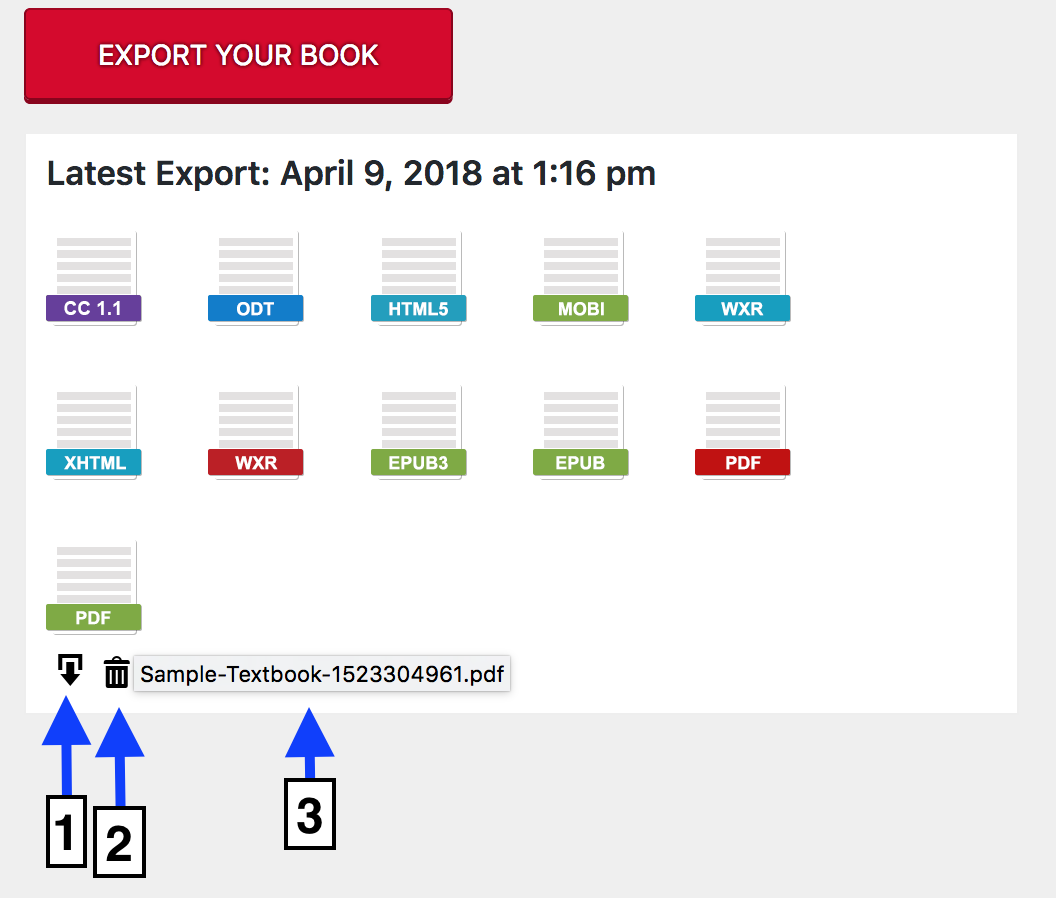 EXPORT YOUR BOOK
Latest Export: April 9, 2018 at 1:16 pm
CC 1.1 ODT HTML5 MOBI WXR
XHTML WXR EPUB3 EPUB PDF
PDF
Sample-Textbook-1523304961.pdf
1 2 3